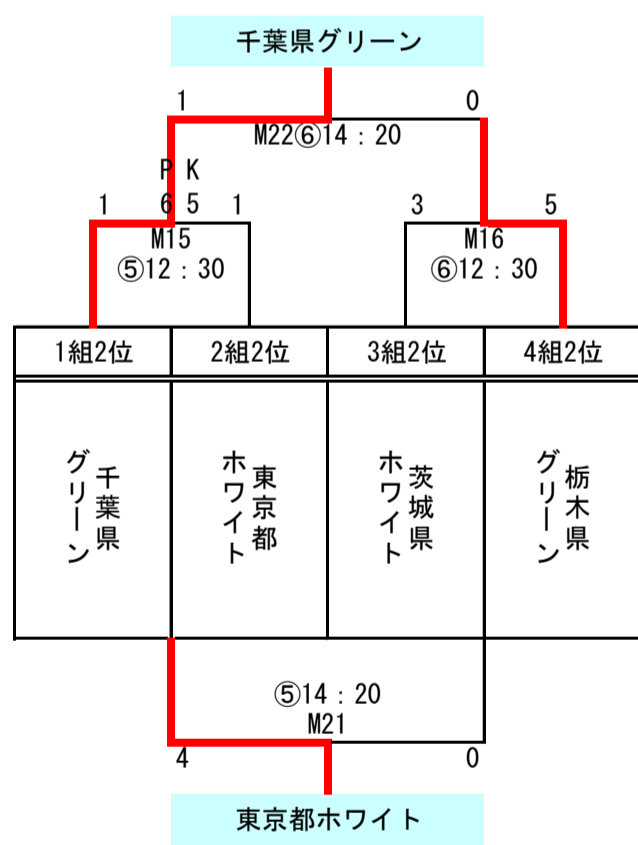 千葉県グリーン
1 0
M22⑥14：20
PK
1 6 5 1 3 5
M15 M16
⑤12：30 ⑥12：30
1組2位 2組2位 3組2位 4組2位
千葉県
グリーン
東京都
ホワイト
茨城県
ホワイト
栃木県
グリーン
⑤14：20
M21
4 0
東京都ホワイト